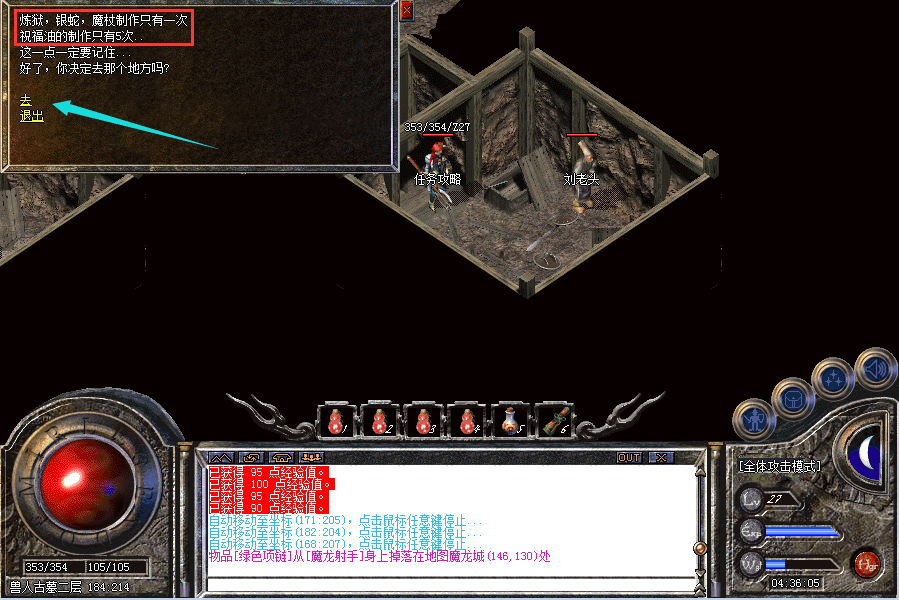 炼狱，银蛇，魔杖制作只有一次
祝福油的制作只有5次..
这一点一定要记住...
好了，你决定去那个地方吗?
去
退出
353/354/Z27
任务攻略
刘老头
1
2
3
4
5
6
OUT
已获得 95 点经验值。
已获得 100 点经验值。
已获得 95 点经验值。
已获得 90 点经验值。
自动移动至坐标(171:205)，点击鼠标任意键停止...
自动移动至坐标(182:204)，点击鼠标任意键停止...
自动移动至坐标(168:207)，点击鼠标任意键停止...
物品[绿色项链]从[魔龙射手]身上掉落在地图魔龙城(146,130)处
[全体攻击模式]
Lv
27
Exp
Wg
353/354
105/105
兽人古墓二层 184:214
04:36:05